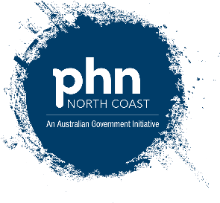 phn
NORTH COAST
An Australian Government Initiative